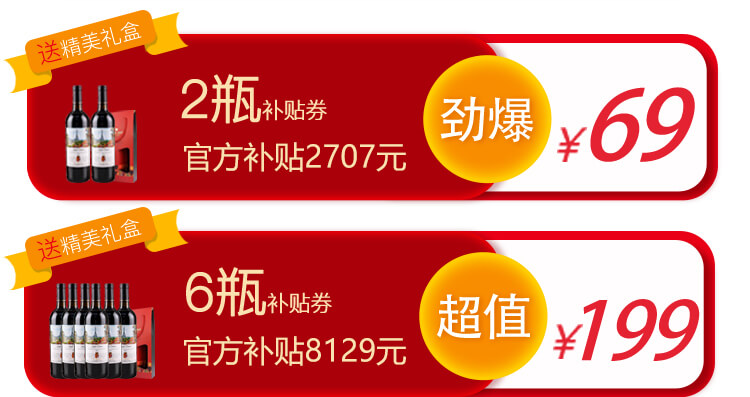 送精美礼盒
2瓶补贴券
官方补贴2707元
劲爆
¥69
送精美礼盒
6瓶补贴券
官方补贴8129元
超值
¥199